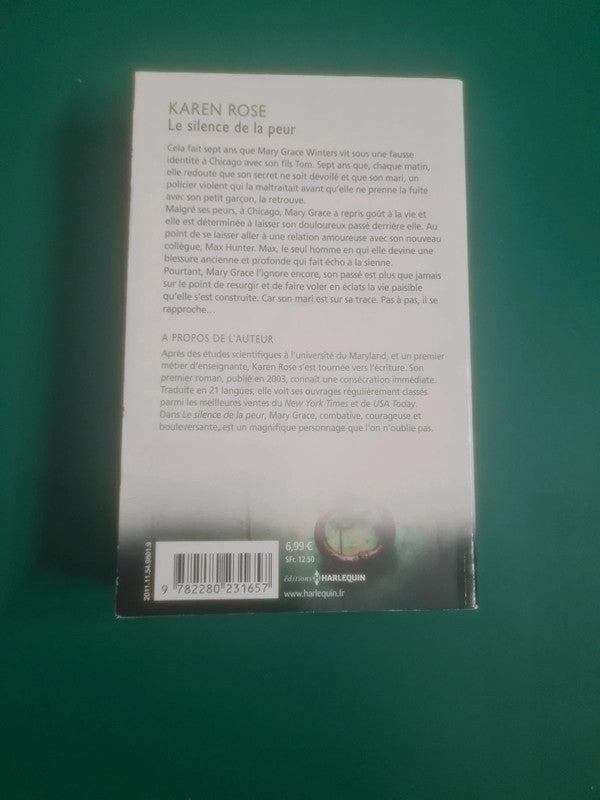 KAREN ROSE
Le silence de la peur
Cela fait sept ans que Mary Grace Winters vit sous une fausse
identité à Chicago avec son fils Tom. Sept ans que, chaque matin,
elle redoute que son secret ne soit dévoilé et que son mari, un
policier violent qui la maltraitait avant qu'elle ne prenne la fuite
avec son petit garçon, la retrouve.
Malgré ses peurs, à Chicago, Mary Grace a repris goût à la vie et
elle est déterminée à laisser son douloureux passé derrière elle. Au
point de se laisser aller à une relation amoureuse avec son nouveau
collègue, Max Hunter. Max, le seul homme en qui elle devine une
blessure ancienne et profonde qui fait écho à la sienne.
Pourtant, Mary Grace l'ignore encore, son passé est plus que jamais
sur le point de resurgir et de faire voler en éclats la vie paisible
qu'elle s'est construite. Car son mari est sur sa trace. Pas à pas, il se
rapproche...
A PROPOS DE L'AUTEUR
Après des études scientifiques à l'université du Maryland, et un premier
métier d'enseignante, Karen Rose s'est tournée vers l'écriture. Son
premier roman, publié en 2003, connaît une consécration immédiate.
Traduite en 21 langues, elle voit ses ouvrages régulièrement classés
parmi les meilleures ventes du New York Times et de USA Today.
Dans Le silence de la peur, Mary Grace, combative, courageuse et
bouleversante, est un magnifique personnage que l'on n'oublie pas.
2011.11.54.9801.9
9 782280 231657
6,99 €
SFr. 12.50
éditions HARLEQUIN
www.harlequin.fr